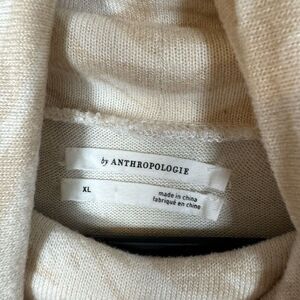 by ANTHROPOLOGIE
XL
made in china
fabriqué en chine